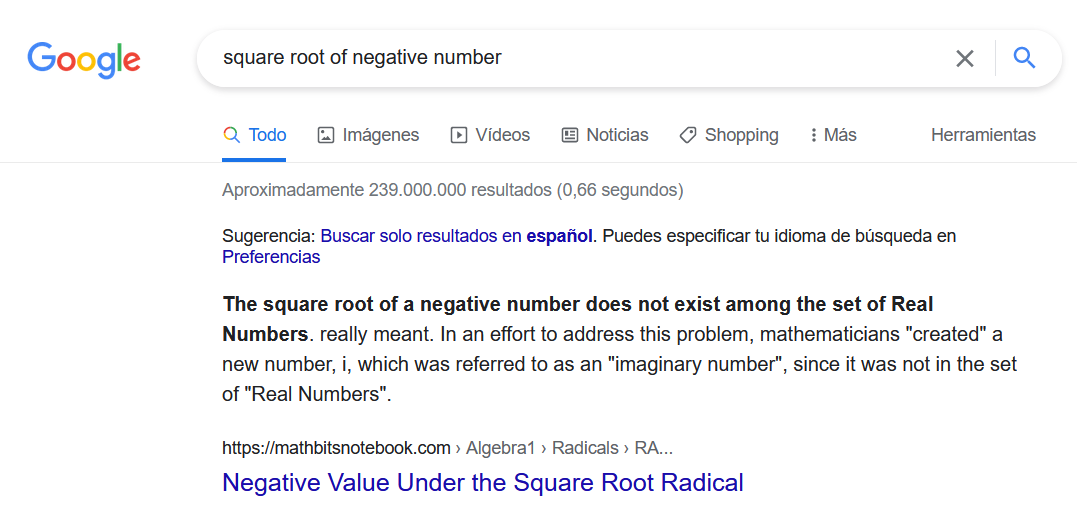 Google
square root of negative number
Todo Imágenes Vídeos Noticias Shopping Más Herramientas
Aproximadamente 239.000.000 resultados (0,66 segundos)
Sugerencia: Buscar solo resultados en español. Puedes especificar tu idioma de búsqueda en
Preferencias
The square root of a negative number does not exist among the set of Real
Numbers. really meant. In an effort to address this problem, mathematicians "created" a
new number, i, which was referred to as an "imaginary number", since it was not in the set
of "Real Numbers".
https://mathbitsnotebook.com › Algebra1 › Radicals › RA...
Negative Value Under the Square Root Radical